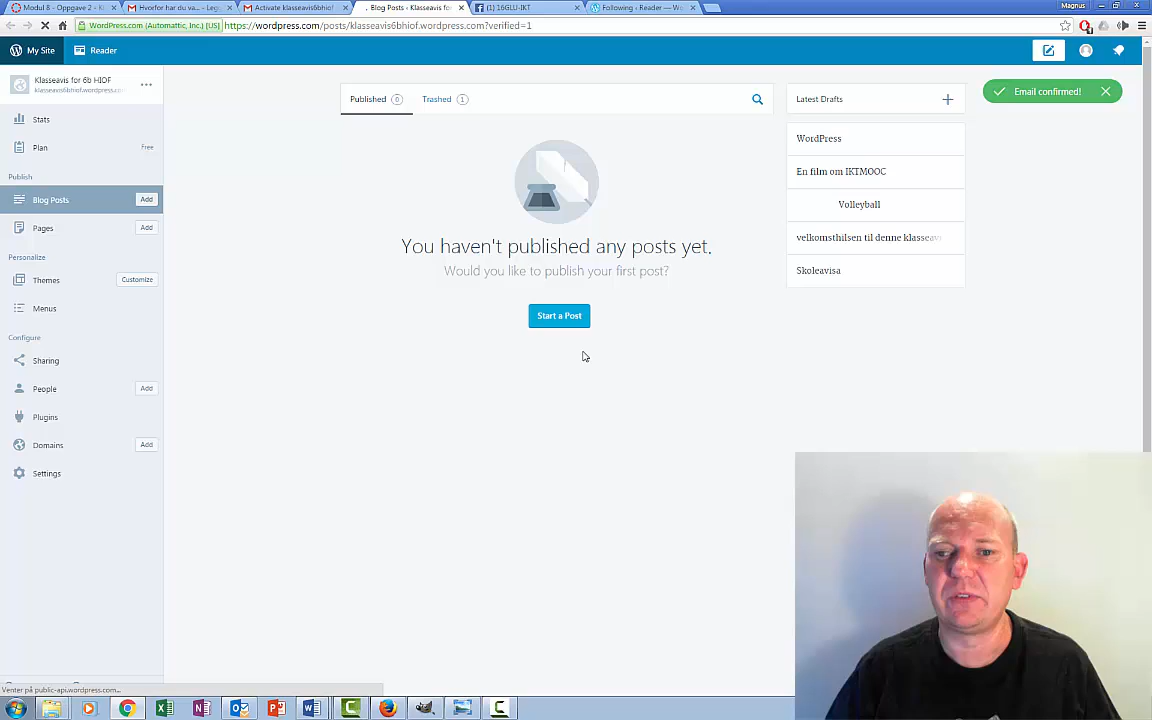 Modul 8 - Oppgave 2 - K
Hvorfor har du va... - Leg
Activate klasseavis6bhiof
Blog Posts ‹ Klasseavis fo
(1) 16GLU-IKT
Following ‹ Reader — Wo
Magnus
WordPress.com (Automattic, Inc.) [US]
https://wordpress.com/posts/klasseavis6bhiof.wordpress.com?verified=1
My Site
Reader
Klasseavis for 6b HIOF
klasseavis6bhiof.wordpress.con
Stats
Plan
Free
Publish
Blog Posts
Add
Pages
Add
Personalize
Themes
Customize
Menus
Configure
Sharing
People
Add
Plugins
Domains
Add
Settings
Published 0
Trashed 1
You haven't published any posts yet.
Would you like to publish your first post?
Start a Post
Latest Drafts
WordPress
En film om IKTMOOC
Volleyball
velkomsthilsen til denne klasseav
Skoleavisa
Email confirmed!
Venter på public-api.wordpress.com...